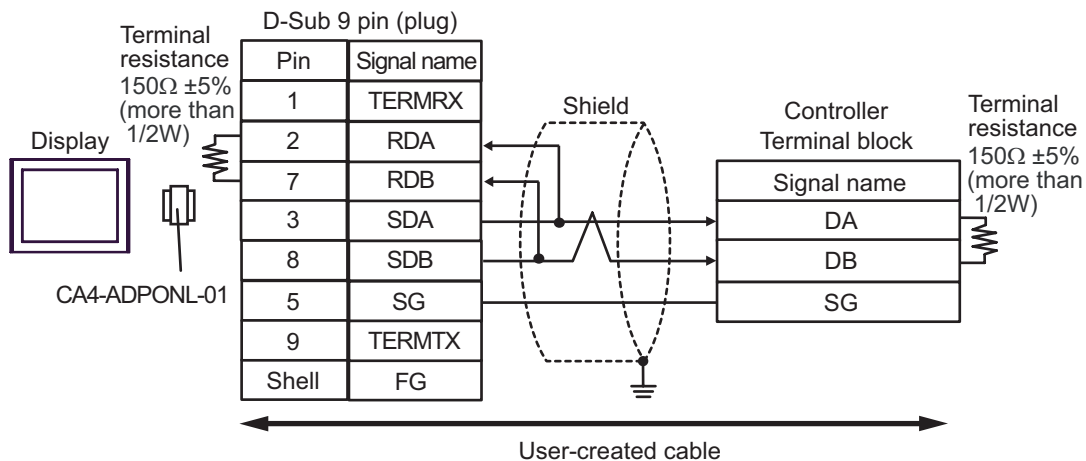 D-Sub 9 pin (plug)
Terminal
resistance
150Ω ±5%
(more than
1/2W)
Display
CA4-ADPONL-01
Pin Signal name
1 TERMRX
2 RDA
7 RDB
3 SDA
8 SDB
5 SG
9 TERMTX
Shell FG
Shield
Controller
Terminal block
Signal name
DA
DB
SG
Terminal
resistance
150Ω ±5%
(more than
1/2W)
User-created cable